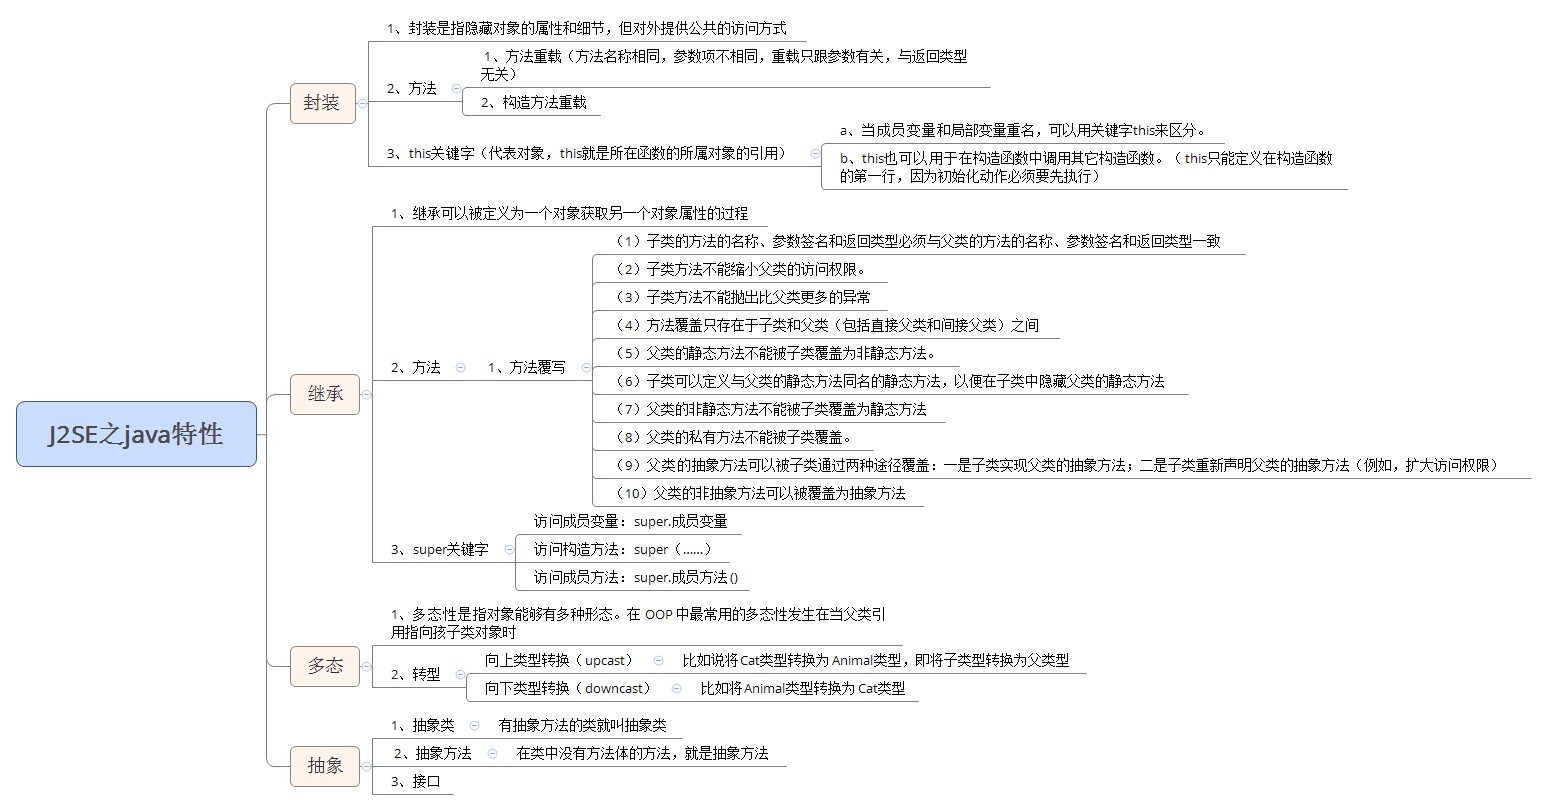 J2SE之java特性
封装
1、封装是指隐藏对象的属性和细节，但对外提供公共的访问方式
2、方法
1、方法重载（方法名称相同，参数项不相同，重载只跟参数有关，与返回类型
无关）
2、构造方法重载
3、this关键字（代表对象，this就是所在函数的所属对象的引用）
a、当成员变量和局部变量重名，可以用关键字this来区分。
b、this也可以用于在构造函数中调用其它构造函数。（ this只能定义在构造函数
的第一行，因为初始化动作必须要先执行）
继承
1、继承可以被定义为一个对象获取另一个对象属性的过程
2、方法
1、方法覆写
（1）子类的方法的名称、参数签名和返回类型必须与父类的方法的名称、参数签名和返回类型一致
（2）子类方法不能缩小父类的访问权限。
（3）子类方法不能抛出比父类更多的异常
（4）方法覆盖只存在于子类和父类（包括直接父类和间接父类）之间
（5）父类的静态方法不能被子类覆盖为非静态方法。
（6）子类可以定义与父类的静态方法同名的静态方法，以便在子类中隐藏父类的静态方法
（7）父类的非静态方法不能被子类覆盖为静态方法
（8）父类的私有方法不能被子类覆盖。
（9）父类的抽象方法可以被子类通过两种途径覆盖：一是子类实现父类的抽象方法；二是子类重新声明父类的抽象方法（例如，扩大访问权限）
（10）父类的非抽象方法可以被覆盖为抽象方法
3、super关键字
访问成员变量：super.成员变量
访问构造方法：super（……）
访问成员方法：super.成员方法()
多态
1、多态性是指对象能够有多种形态。在 OOP 中最常用的多态性发生在当父类引
用指向孩子类对象时
2、转型
向上类型转换（ upcast）
比如说将Cat类型转换为 Animal类型，即将子类型转换为父类型
向下类型转换（ downcast）
比如将Animal类型转换为 Cat类型
抽象
1、抽象类
有抽象方法的类就叫抽象类
2、抽象方法
在类中没有方法体的方法，就是抽象方法
3、接口